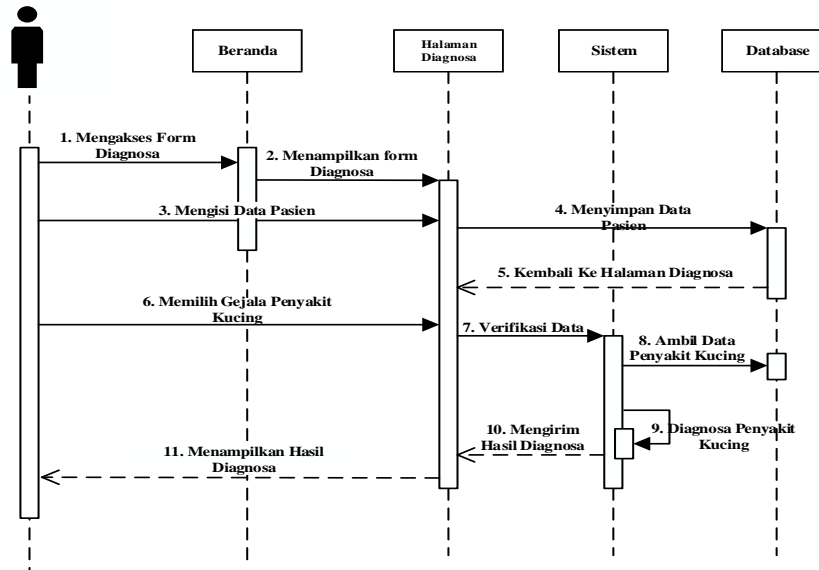 Beranda
Halaman
Diagnosa
Sistem
Database
1. Mengakses Form
Diagnosa
2. Menampilkan form
Diagnosa
3. Mengisi Data Pasien
4. Menyimpan Data
Pasien
5. Kembali Ke Halaman Diagnosa
6. Memilih Gejala Penyakit
Kucing
7. Verifikasi Data
8. Ambil Data
Penyakit Kucing
9. Diagnosa Penyakit
Kucing
10. Mengirim
Hasil Diagnosa
11. Menampilkan Hasil
Diagnosa